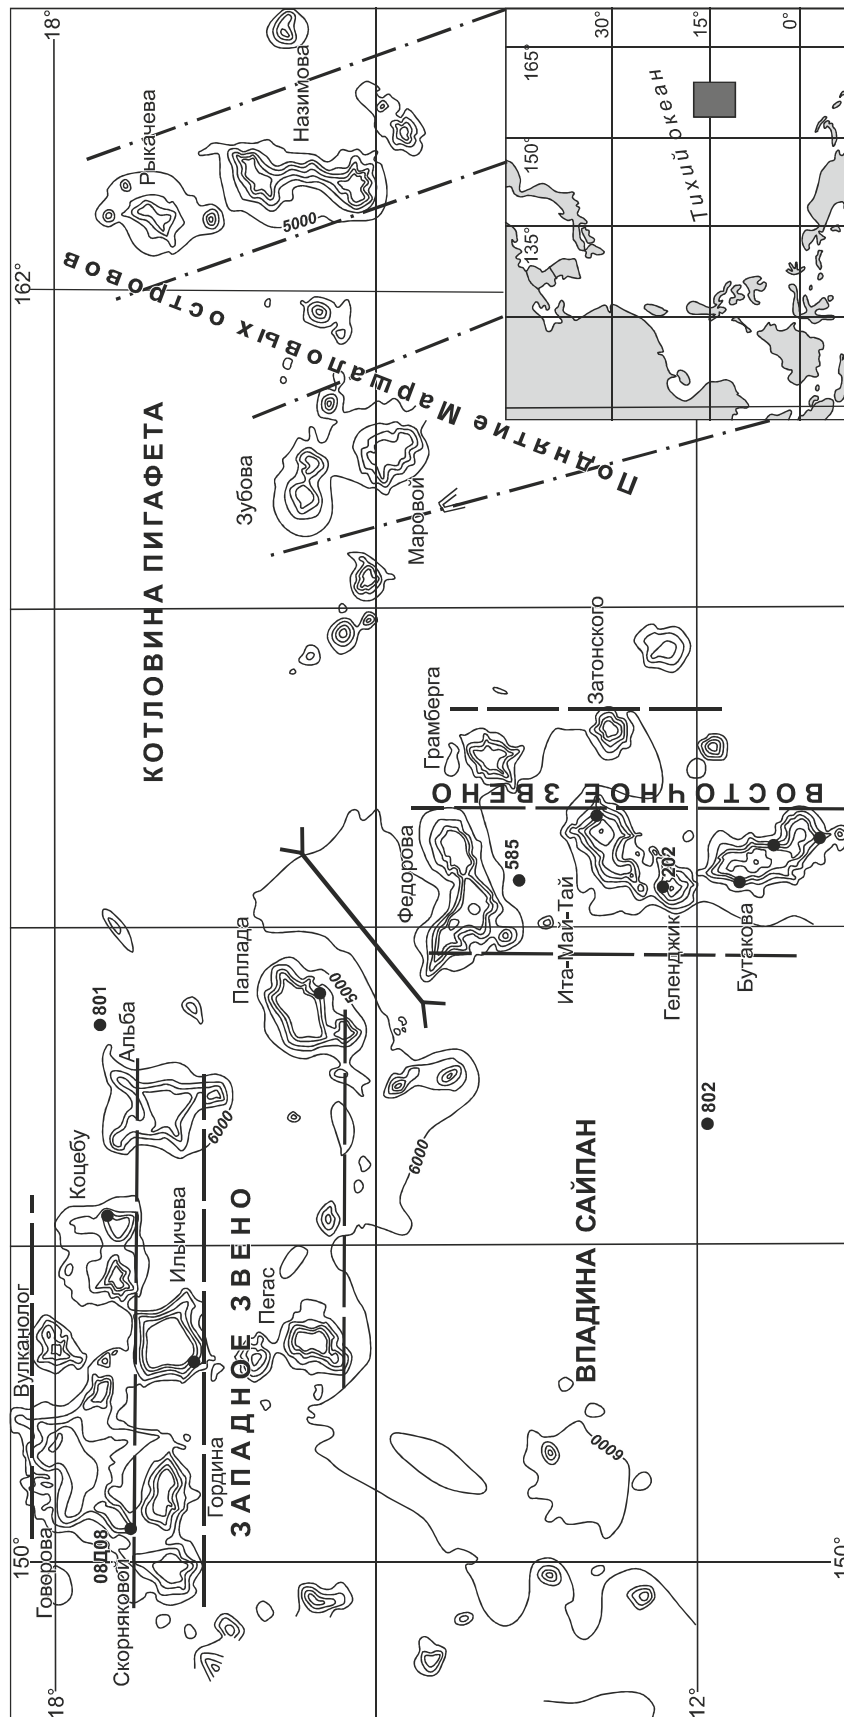 18°
150°
Говорова
Вулканолог
Коцебу
08Д08
Скорняковой
Альба
801
Ильичева
Гордина
ЗАПАДНОЕ ЗВЕНО
6000
Пегас
Паллада
5000
6000
КОТЛОВИНА ПИГАФЕТА
162°
18°
Рыкачева
Назимова
5000
Зубова
Маровой
Поднятие Маршаловых островов
Федорова
Грамберга
585
ВОСТОЧНОЕ ЗВЕНО
Ита-Май-Тай
Затонского
202
Геленджик
Бутакова
802
ВПАДИНА САЙПАН
6000
12°
150°
30°
15°
0°
135°
150°
165°
Тихий океан